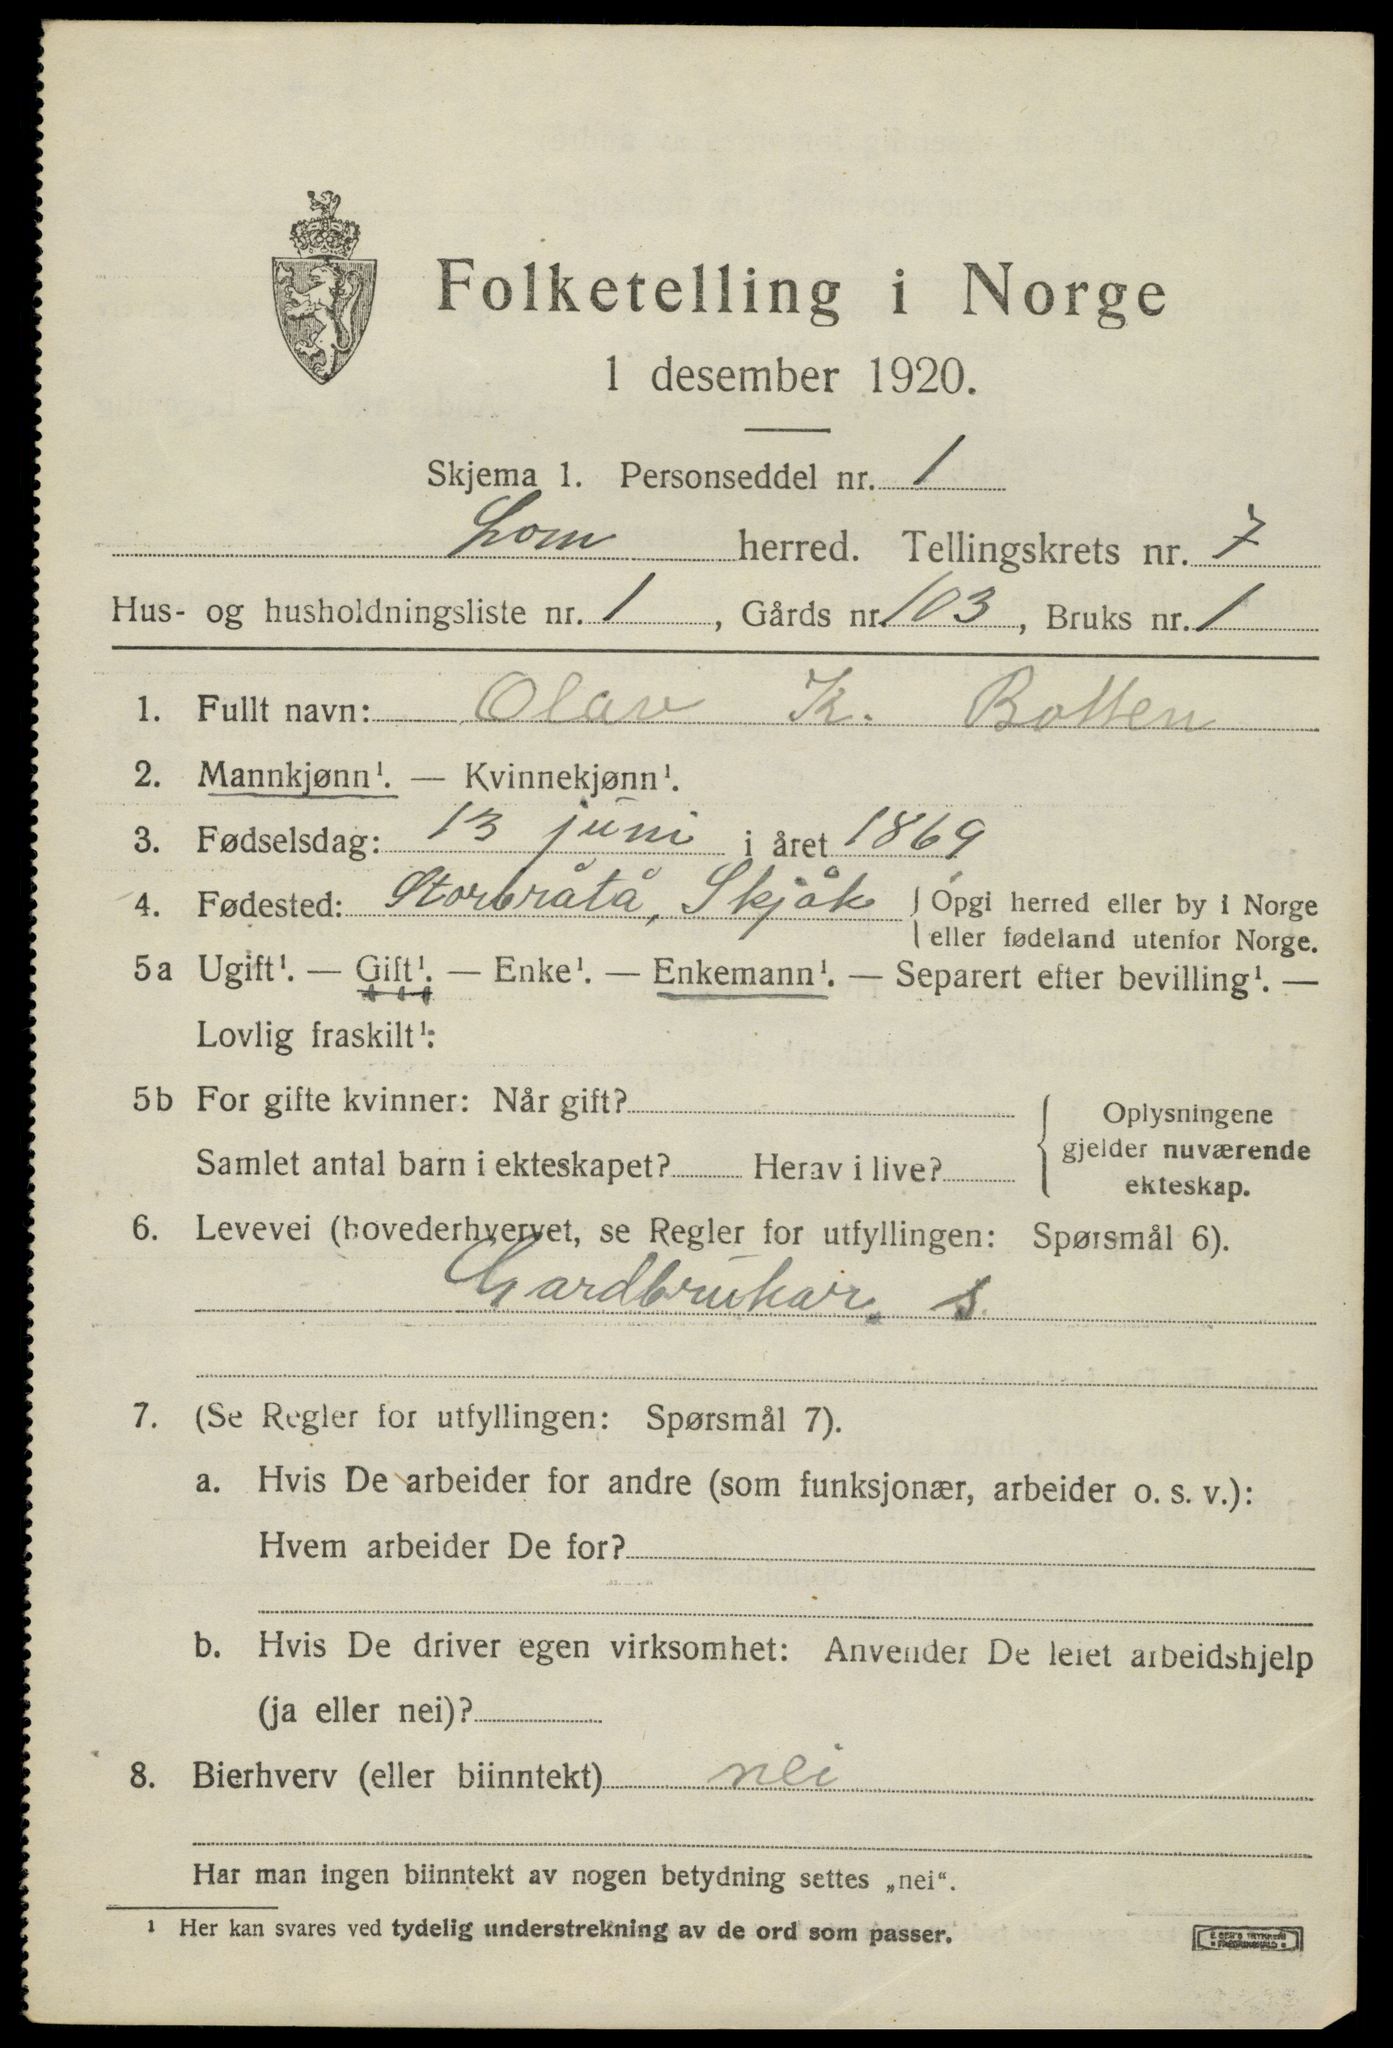 Folketelling i Norge
1 desember 1920.
Skjema 1. Personseddel nr. 1
Lom herred. Tellingskrets nr. 7
Hus- og husholdningsliste nr. 1, Gårds nr. 103, Bruks nr. 1
1. Fullt navn: Olav K. Botten
2. Mannkjønn¹. — Kvinnekjønn¹.
3. Fødselsdag: 13 juni i året 1869
4. Fødested: Storbråtå, Skjåk { Opgi herred eller by i Norge
eller fødeland utenfor Norge.
5a Ugift¹. — Gift¹. — Enke¹. — Enkemann¹. — Separert efter bevilling¹. —
Lovlig fraskilt¹:
5b For gifte kvinner: Når gift?
Samlet antal barn i ekteskapet? Herav i live?
Oplysningene
gjelder nuværende
ekteskap.
6. Levevei (hovederhvervet, se Regler for utfyllingen: Spørsmål 6).
Gardbrukar. s
7. (Se Regler for utfyllingen: Spørsmål 7).
a. Hvis De arbeider for andre (som funksjonær, arbeider o. s. v.):
Hvem arbeider De for?
b. Hvis De driver egen virksomhet: Anvender De leiet arbeidshjelp
(ja eller nei)?
8. Bierhverv (eller biinntekt) nei
Har man ingen biinntekt av nogen betydning settes „nei“.
¹ Her kan svares ved tydelig understrekning av de ord som passer.